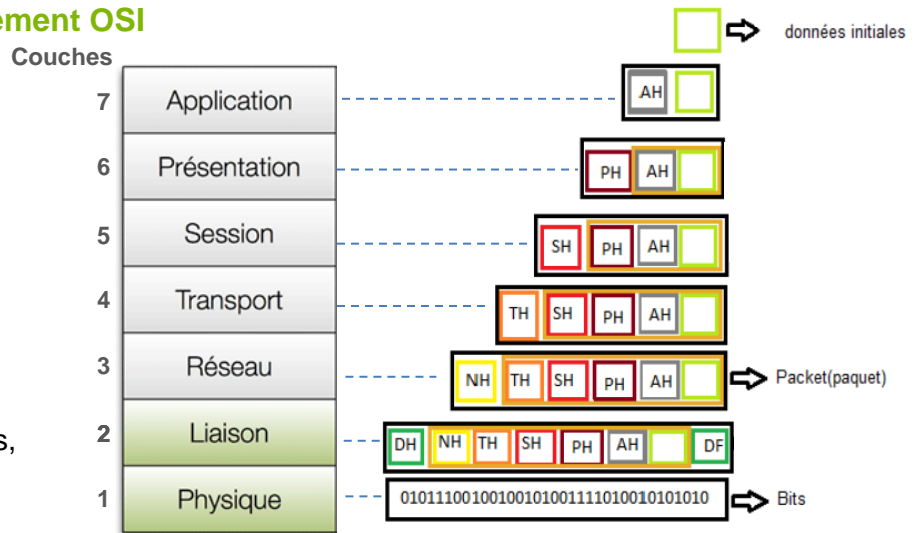 ement OSI
données initiales
Couches
7 Application AH
6 Présentation PH AH
5 Session SH PH AH
4 Transport TH SH PH AH
3 Réseau NH TH SH PH AH Packet(paquet)
s, 2 Liaison DH NH TH SH PH AH DF
1 Physique 0101110010010010100111101001010101010 Bits